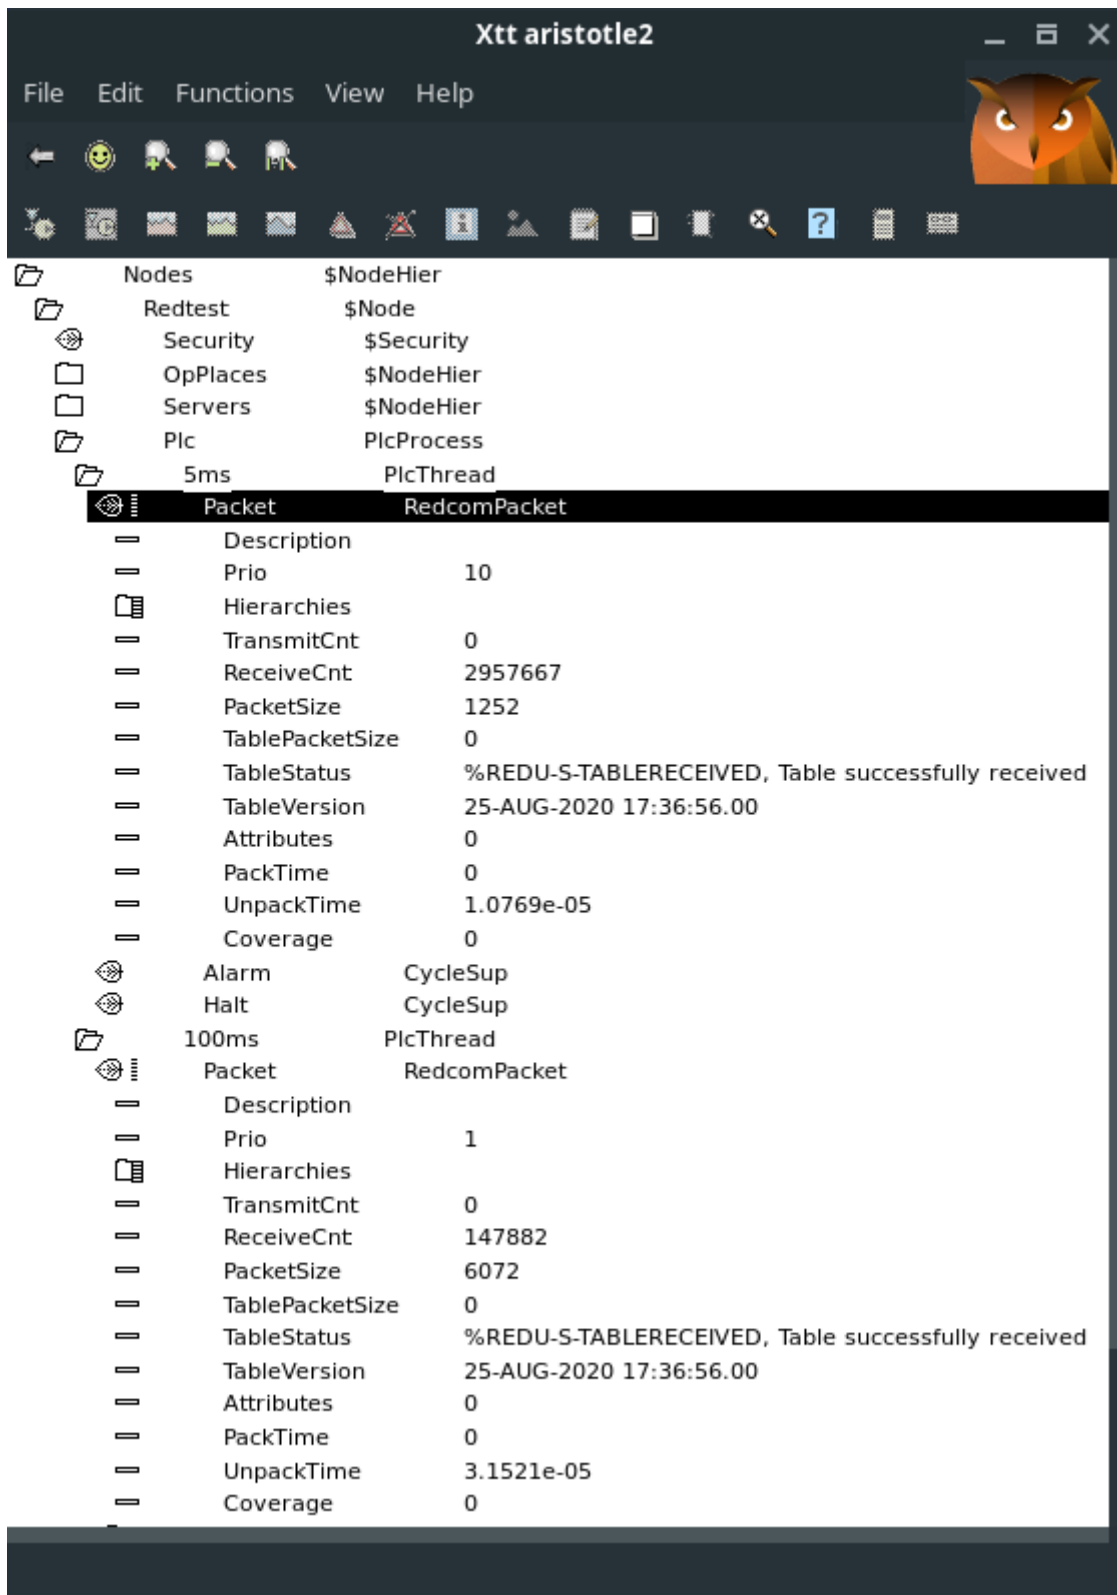 Xtt aristotle2
File Edit Functions View Help
Nodes $NodeHier
Redtest $Node
Security $Security
OpPlaces $NodeHier
Servers $NodeHier
Plc PlcProcess
5ms PlcThread
Packet RedcomPacket
Description
Prio 10
Hierarchies
TransmitCnt 0
ReceiveCnt 2957667
PacketSize 1252
TablePacketSize 0
TableStatus %REDU-S-TABLERECEIVED, Table successfully received
TableVersion 25-AUG-2020 17:36:56.00
Attributes 0
PackTime 0
UnpackTime 1.0769e-05
Coverage 0
Alarm CycleSup
Halt CycleSup
100ms PlcThread
Packet RedcomPacket
Description
Prio 1
Hierarchies
TransmitCnt 0
ReceiveCnt 147882
PacketSize 6072
TablePacketSize 0
TableStatus %REDU-S-TABLERECEIVED, Table successfully received
TableVersion 25-AUG-2020 17:36:56.00
Attributes 0
PackTime 0
UnpackTime 3.1521e-05
Coverage 0